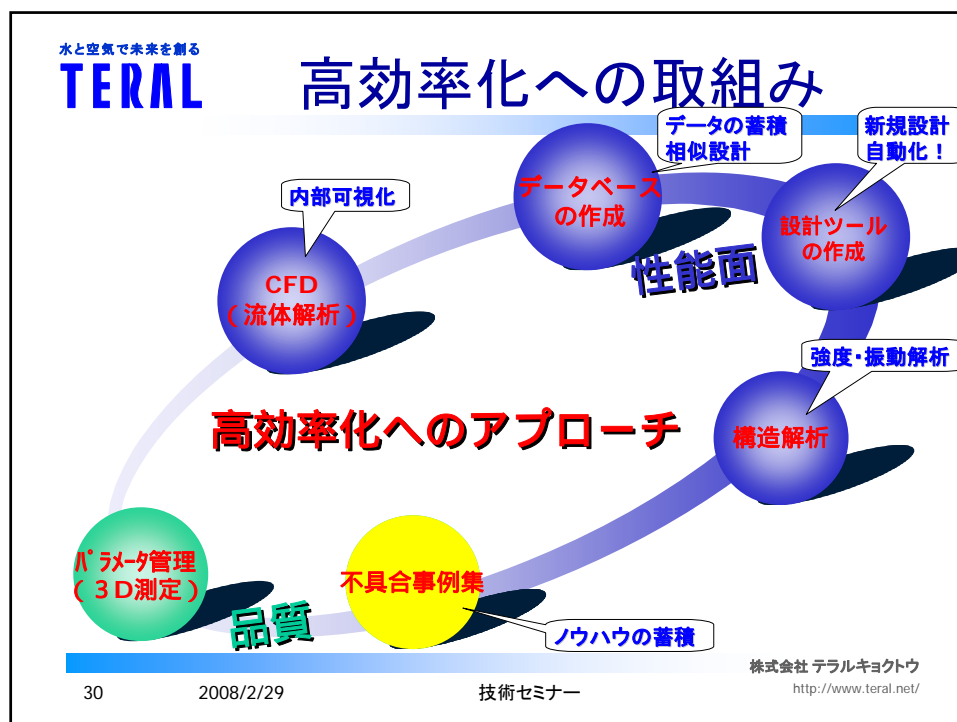 水と空気で未来を創る
TERAL
高効率化への取組み
データの蓄積
相似設計
新規設計
自動化！
内部可視化
データベース
の作成
設計ツール
の作成
性能面
CFD
（流体解析）
強度・振動解析
高効率化へのアプローチ
構造解析
ﾊﾟﾗﾒｰﾀ管理
（３Ｄ測定）
不具合事例集
品質
ノウハウの蓄積
株式会社 テラルキョクトウ
30
2008/2/29
技術セミナー
http://www.teral.net/